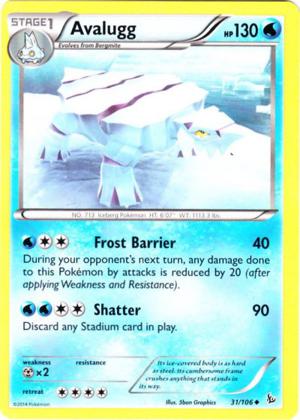 STAGE1
Avalugg
HP130
Evolves from Bergmite
NO. 713 Iceberg Pokémon HT. 6'07" WT. 1113.3 lbs.
Frost Barrier 40
During your opponent's next turn, any damage done
to this Pokémon by attacks is reduced by 20 (after
applying Weakness and Resistance).
Shatter 90
Discard any Stadium card in play.
weakness
resistance
×2
retreat
Its ice-covered body is as hard
as steel. Its cumbersome frame
crushes anything that stands
in its way.
©2014 Pokémon
Illus. 5ban Graphics
31/106